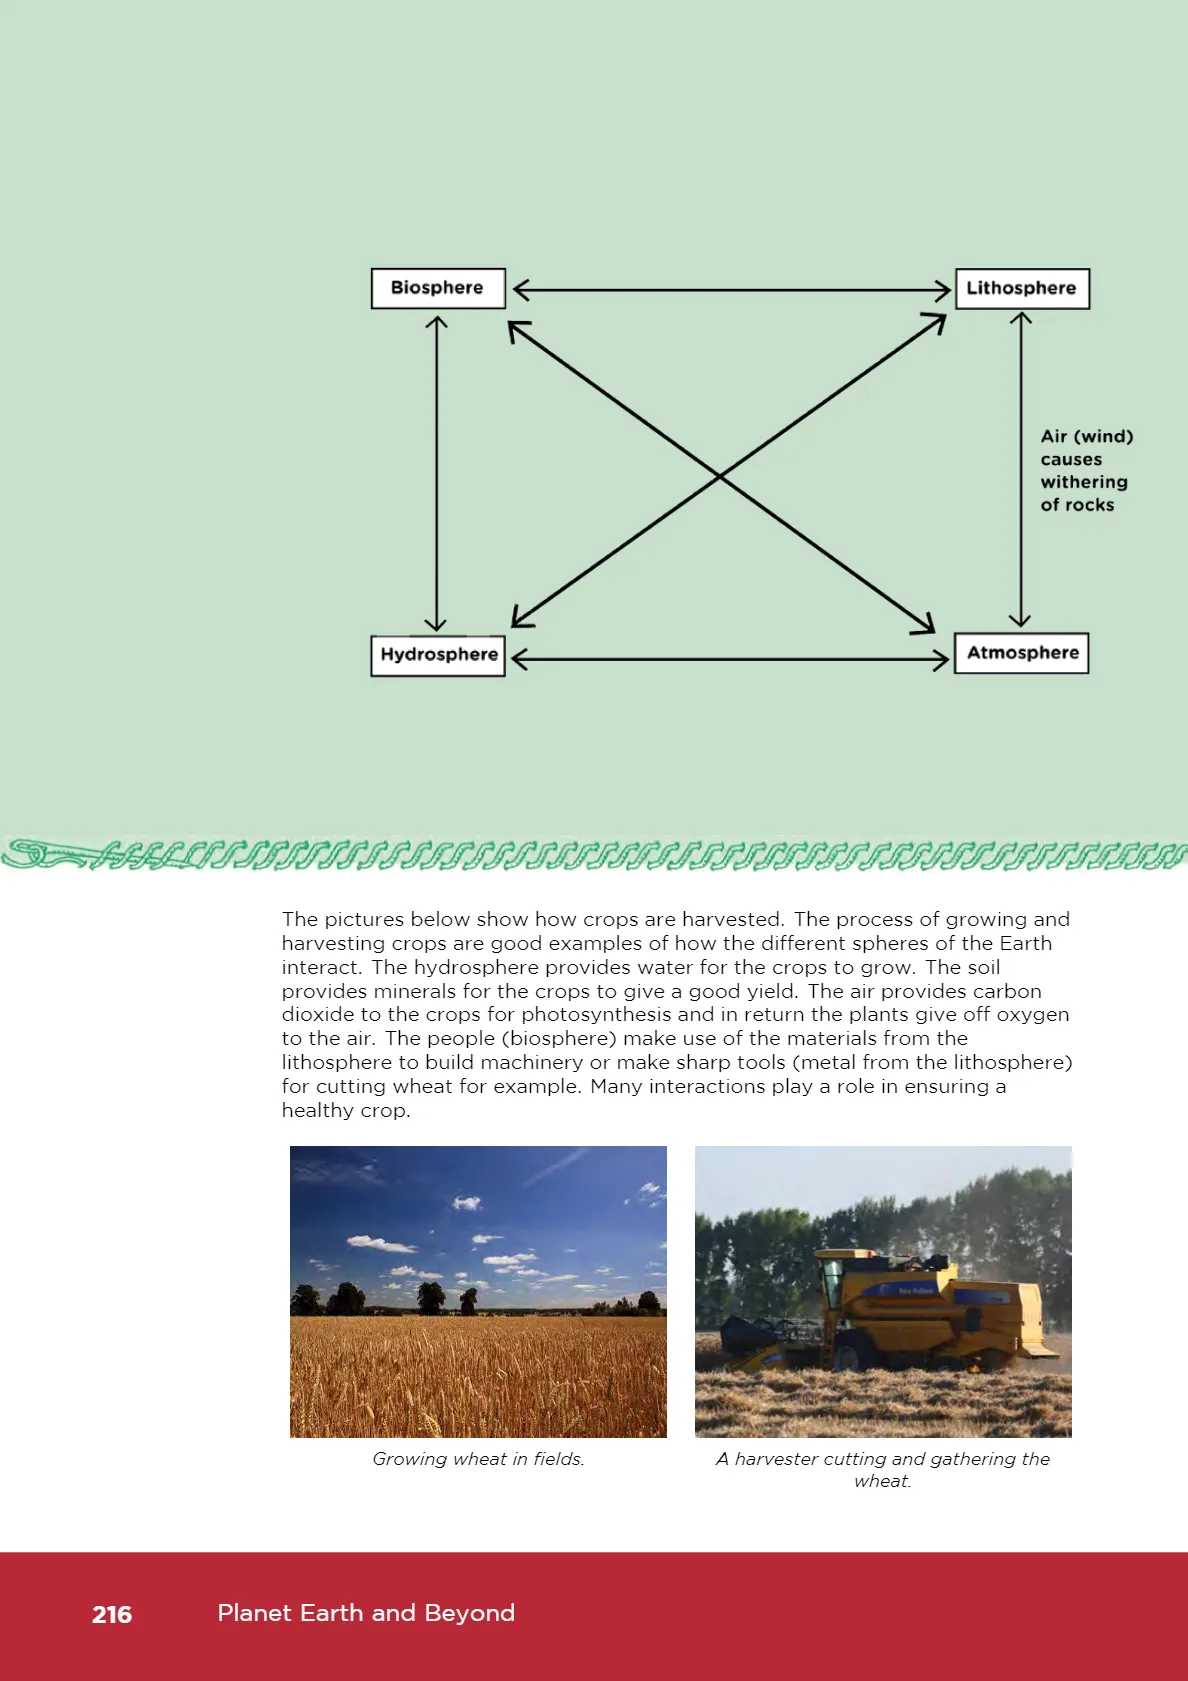 Biosphere
Lithosphere
Air (wind)
causes
withering
of rocks
Hydrosphere
Atmosphere
The pictures below show how crops are harvested. The process of growing and
harvesting crops are good examples of how the different spheres of the Earth
interact. The hydrosphere provides water for the crops to grow. The soil
provides minerals for the crops to give a good yield. The air provides carbon
dioxide to the crops for photosynthesis and in return the plants give off oxygen
to the air. The people (biosphere) make use of the materials from the
lithosphere to build machinery or make sharp tools (metal from the lithosphere)
for cutting wheat for example. Many interactions play a role in ensuring a
healthy crop.
New Holland
Growing wheat in fields.
A harvester cutting and gathering the
wheat.
216
Planet Earth and Beyond